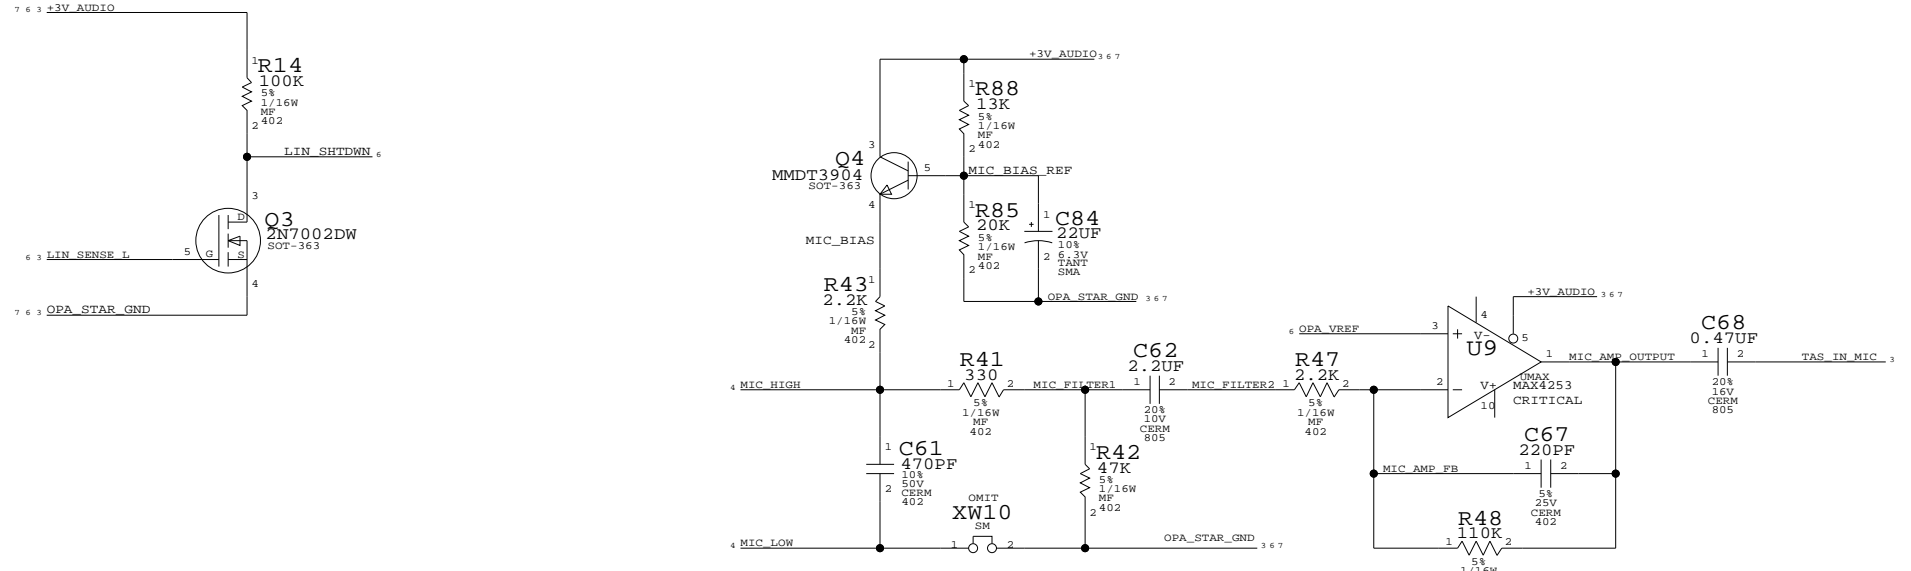 7 6 3 +3V_AUDIO
1
R14
100K
5%
1/16W
MF
402
2
LIN_SHTDWN 6
3
D
Q3
2N7002DW
SOT-363
6 3 LIN_SENSE_L
5
G
S
4
7 6 3 OPA_STAR_GND
+3V_AUDIO 3 6 7
1
R88
13K
5%
1/16W
MF
402
2
3
Q4
MMDT3904
SOT-363
5
4
MIC_BIAS_REF
1
R85
20K
5%
1/16W
MF
402
2
1
+
C84
22UF
10%
6.3V
TANT
SMA
2
OPA_STAR_GND 3 6 7
MIC_BIAS
1
R43
2.2K
5%
1/16W
MF
402
2
4 MIC_HIGH
R41
330
1
2
5%
1/16W
MF
402
MIC_FILTER1
C62
2.2UF
1
2
20%
10V
CERM
805
MIC_FILTER2
R47
2.2K
1
2
5%
1/16W
MF
402
1
C61
470PF
10%
50V
CERM
402
2
1
R42
47K
5%
1/16W
MF
402
2
4 MIC_LOW
OMIT
XW10
SM
1
2
OPA_STAR_GND 3 6 7
6 OPA_VREF
3
+
4
V-
+3V_AUDIO 3 6 7
5
U9
1
2
-
V+
10
UMAX
MAX4253
CRITICAL
MIC_AMP_OUTPUT
C68
0.47UF
1
2
20%
16V
CERM
805
TAS_IN_MIC 3
MIC_AMP_FB
C67
220PF
1
2
5%
25V
CERM
402
R48
110K
1
2
5%
1/16W